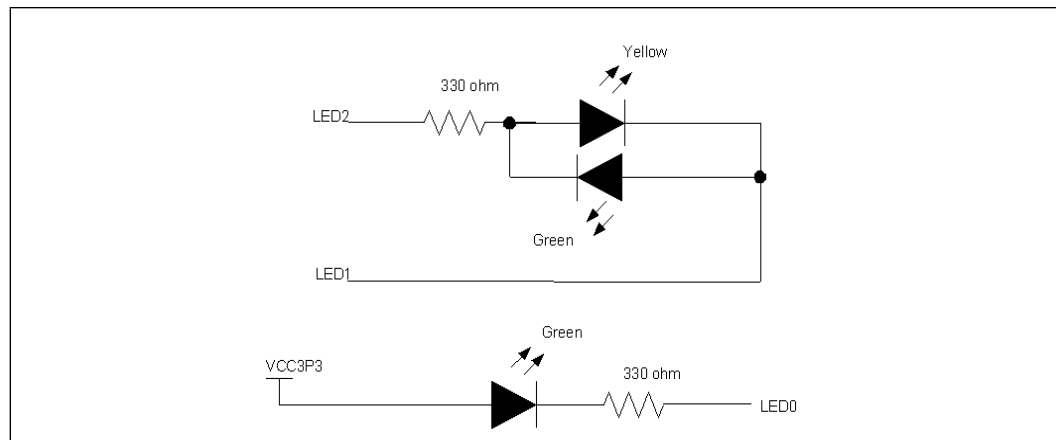 Yellow
330 ohm
LED2
Green
LED1
Green
VCC3P3
330 ohm
LED0